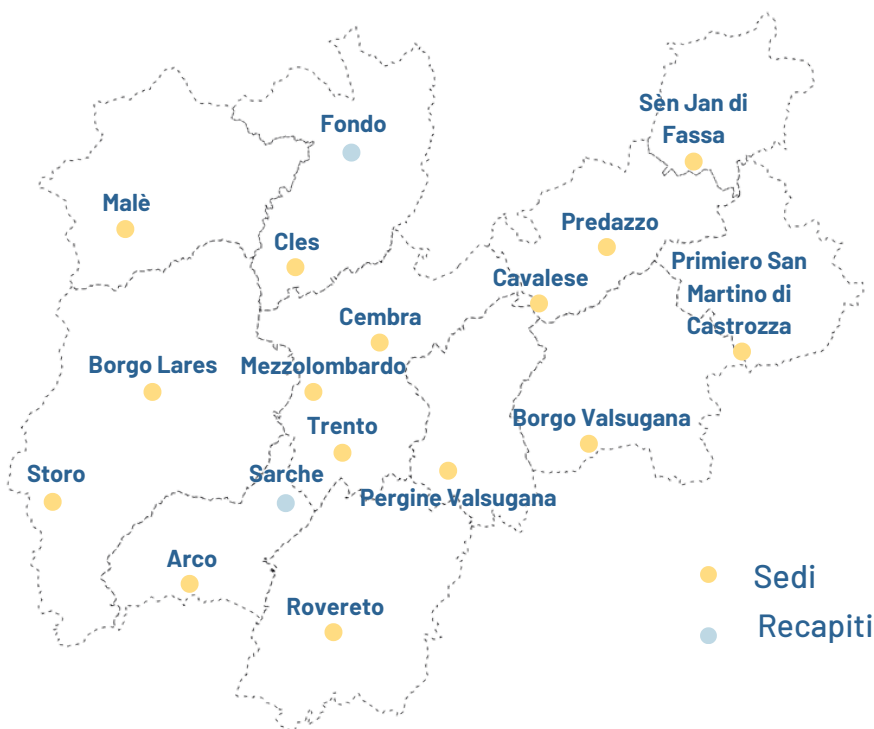 Sèn Jan di
Fassa
Fondo
Malè
Predazzo
Cles
Primiero San
Martino di
Castrozza
Cavalese
Cembra
Borgo Lares
Mezzolombardo
Borgo Valsugana
Trento
Storo
Sarche
Pergine Valsugana
Arco
Sedi
Rovereto
Recapiti